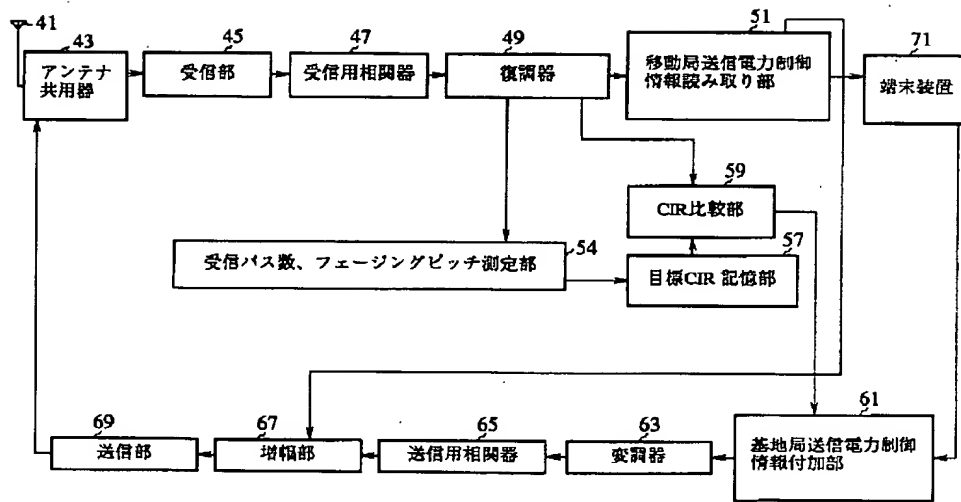 41
43
アンテナ
共用器
45
受信部
47
受信用相関器
49
復調器
51
移動局送信電力制御
情報読み取り部
71
端末装置
59
CIR比較部
54
受信パス数、フェージングピッチ測定部
57
目標CIR 記憶部
69
送信部
67
増幅部
65
送信用相関器
63
変調器
61
基地局送信電力制御
情報付加部